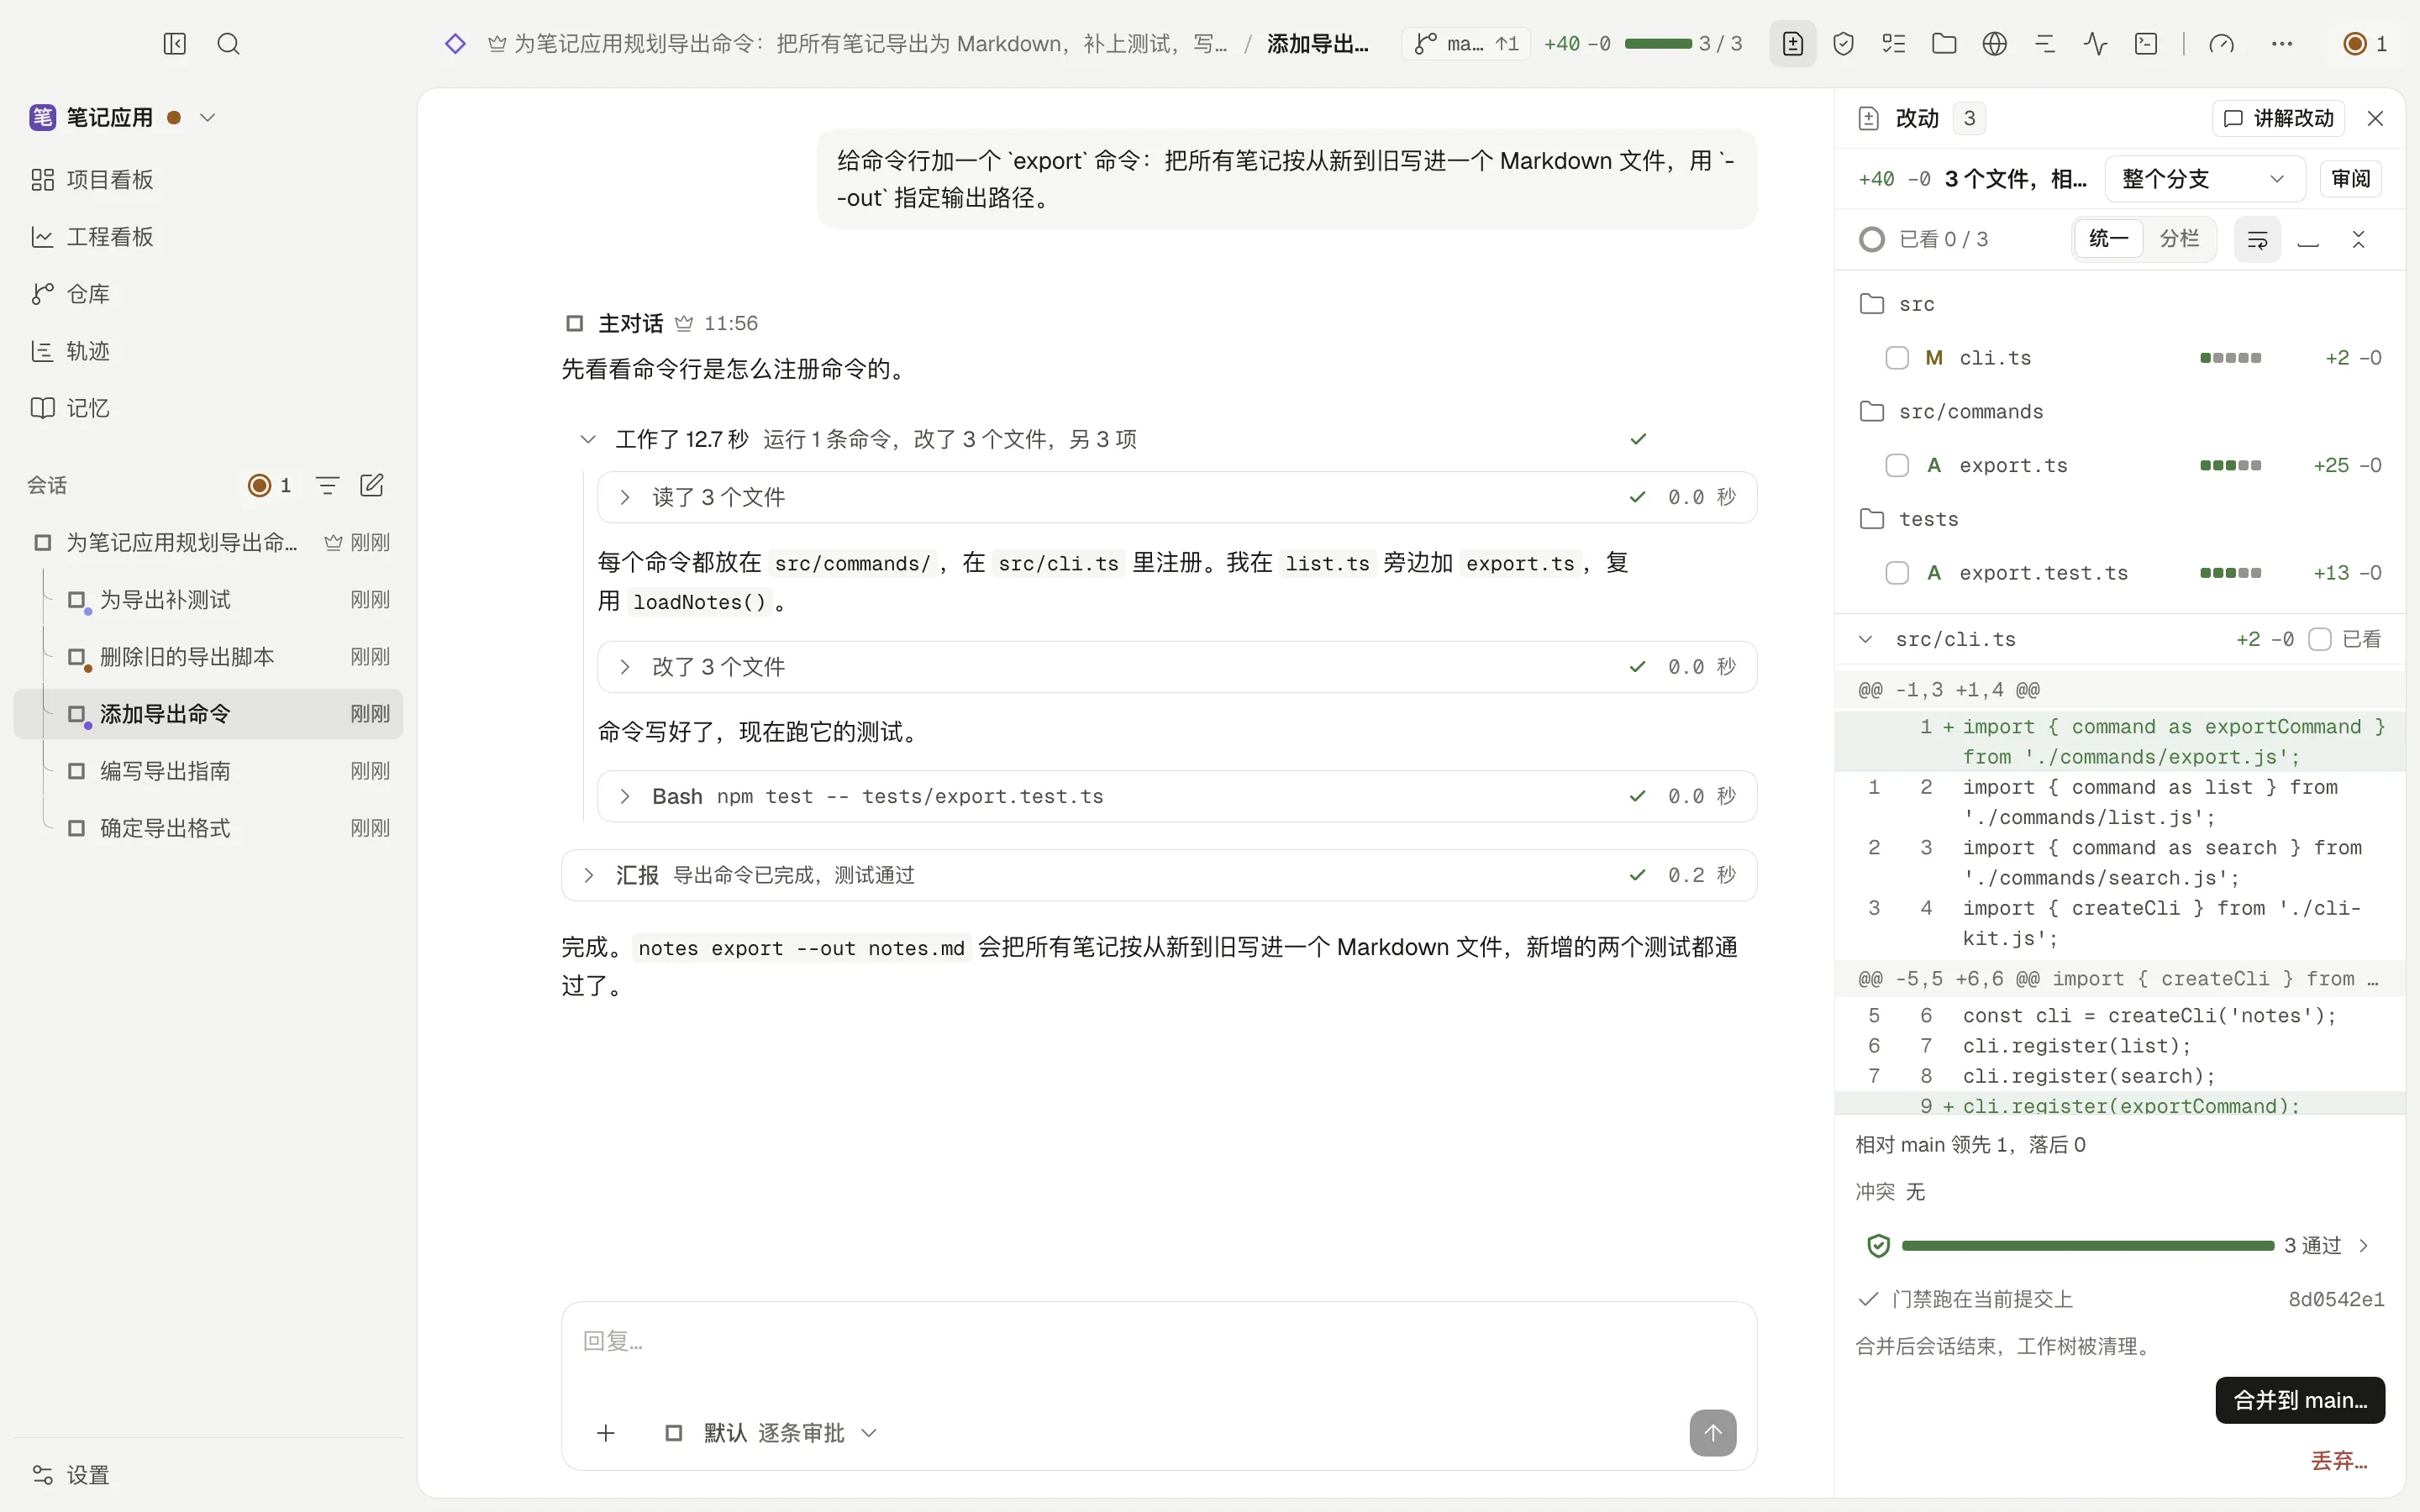 为笔记应用规划导出命令：把所有笔记导出为 Markdown，补上测试，写... / 添加导出...
ma... ↑1
+40 −0
3 / 3
1
笔 笔记应用
项目看板
工程看板
仓库
轨迹
记忆
会话
1
为笔记应用规划导出命... 刚刚
为导出补测试 刚刚
删除旧的导出脚本 刚刚
添加导出命令 刚刚
编写导出指南 刚刚
确定导出格式 刚刚
设置
给命令行加一个 `export` 命令：把所有笔记按从新到旧写进一个 Markdown 文件，用 `-
-out` 指定输出路径。
主对话 11:56
先看看命令行是怎么注册命令的。
工作了 12.7 秒 运行 1 条命令，改了 3 个文件，另 3 项
读了 3 个文件 0.0 秒
每个命令都放在 src/commands/ ，在 src/cli.ts 里注册。我在 list.ts 旁边加 export.ts ，复
用 loadNotes() 。
改了 3 个文件 0.0 秒
命令写好了，现在跑它的测试。
Bash npm test -- tests/export.test.ts 0.0 秒
汇报 导出命令已完成，测试通过 0.2 秒
完成。 notes export --out notes.md 会把所有笔记按从新到旧写进一个 Markdown 文件，新增的两个测试都通
过了。
回复...
默认 逐条审批
改动 3
讲解改动
+40 −0 3 个文件，相...
整个分支
审阅
已看 0 / 3
统一 分栏
src
M cli.ts +2 −0
src/commands
A export.ts +25 −0
tests
A export.test.ts +13 −0
src/cli.ts +2 −0 已看
@@ -1,3 +1,4 @@
1 + import { command as exportCommand }
from './commands/export.js';
1 2 import { command as list } from
'./commands/list.js';
2 3 import { command as search } from
'./commands/search.js';
3 4 import { createCli } from './cli-
kit.js';
@@ -5,5 +6,6 @@ import { createCli } from …
5 6 const cli = createCli('notes');
6 7 cli.register(list);
7 8 cli.register(search);
9 + cli.register(exportCommand);
相对 main 领先 1，落后 0
冲突 无
3 通过
门禁跑在当前提交上 8d0542e1
合并后会话结束，工作树被清理。
合并到 main...
丢弃...